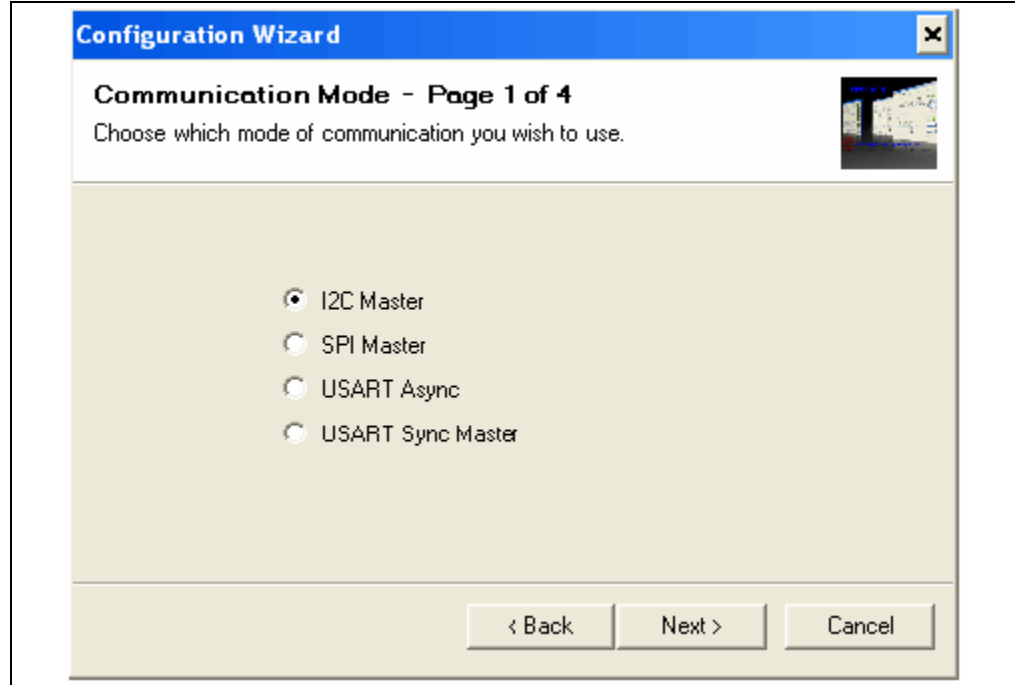 Configuration Wizard
Communication Mode - Page 1 of 4
Choose which mode of communication you wish to use.
I2C Master
SPI Master
USART Async
USART Sync Master
< Back
Next >
Cancel